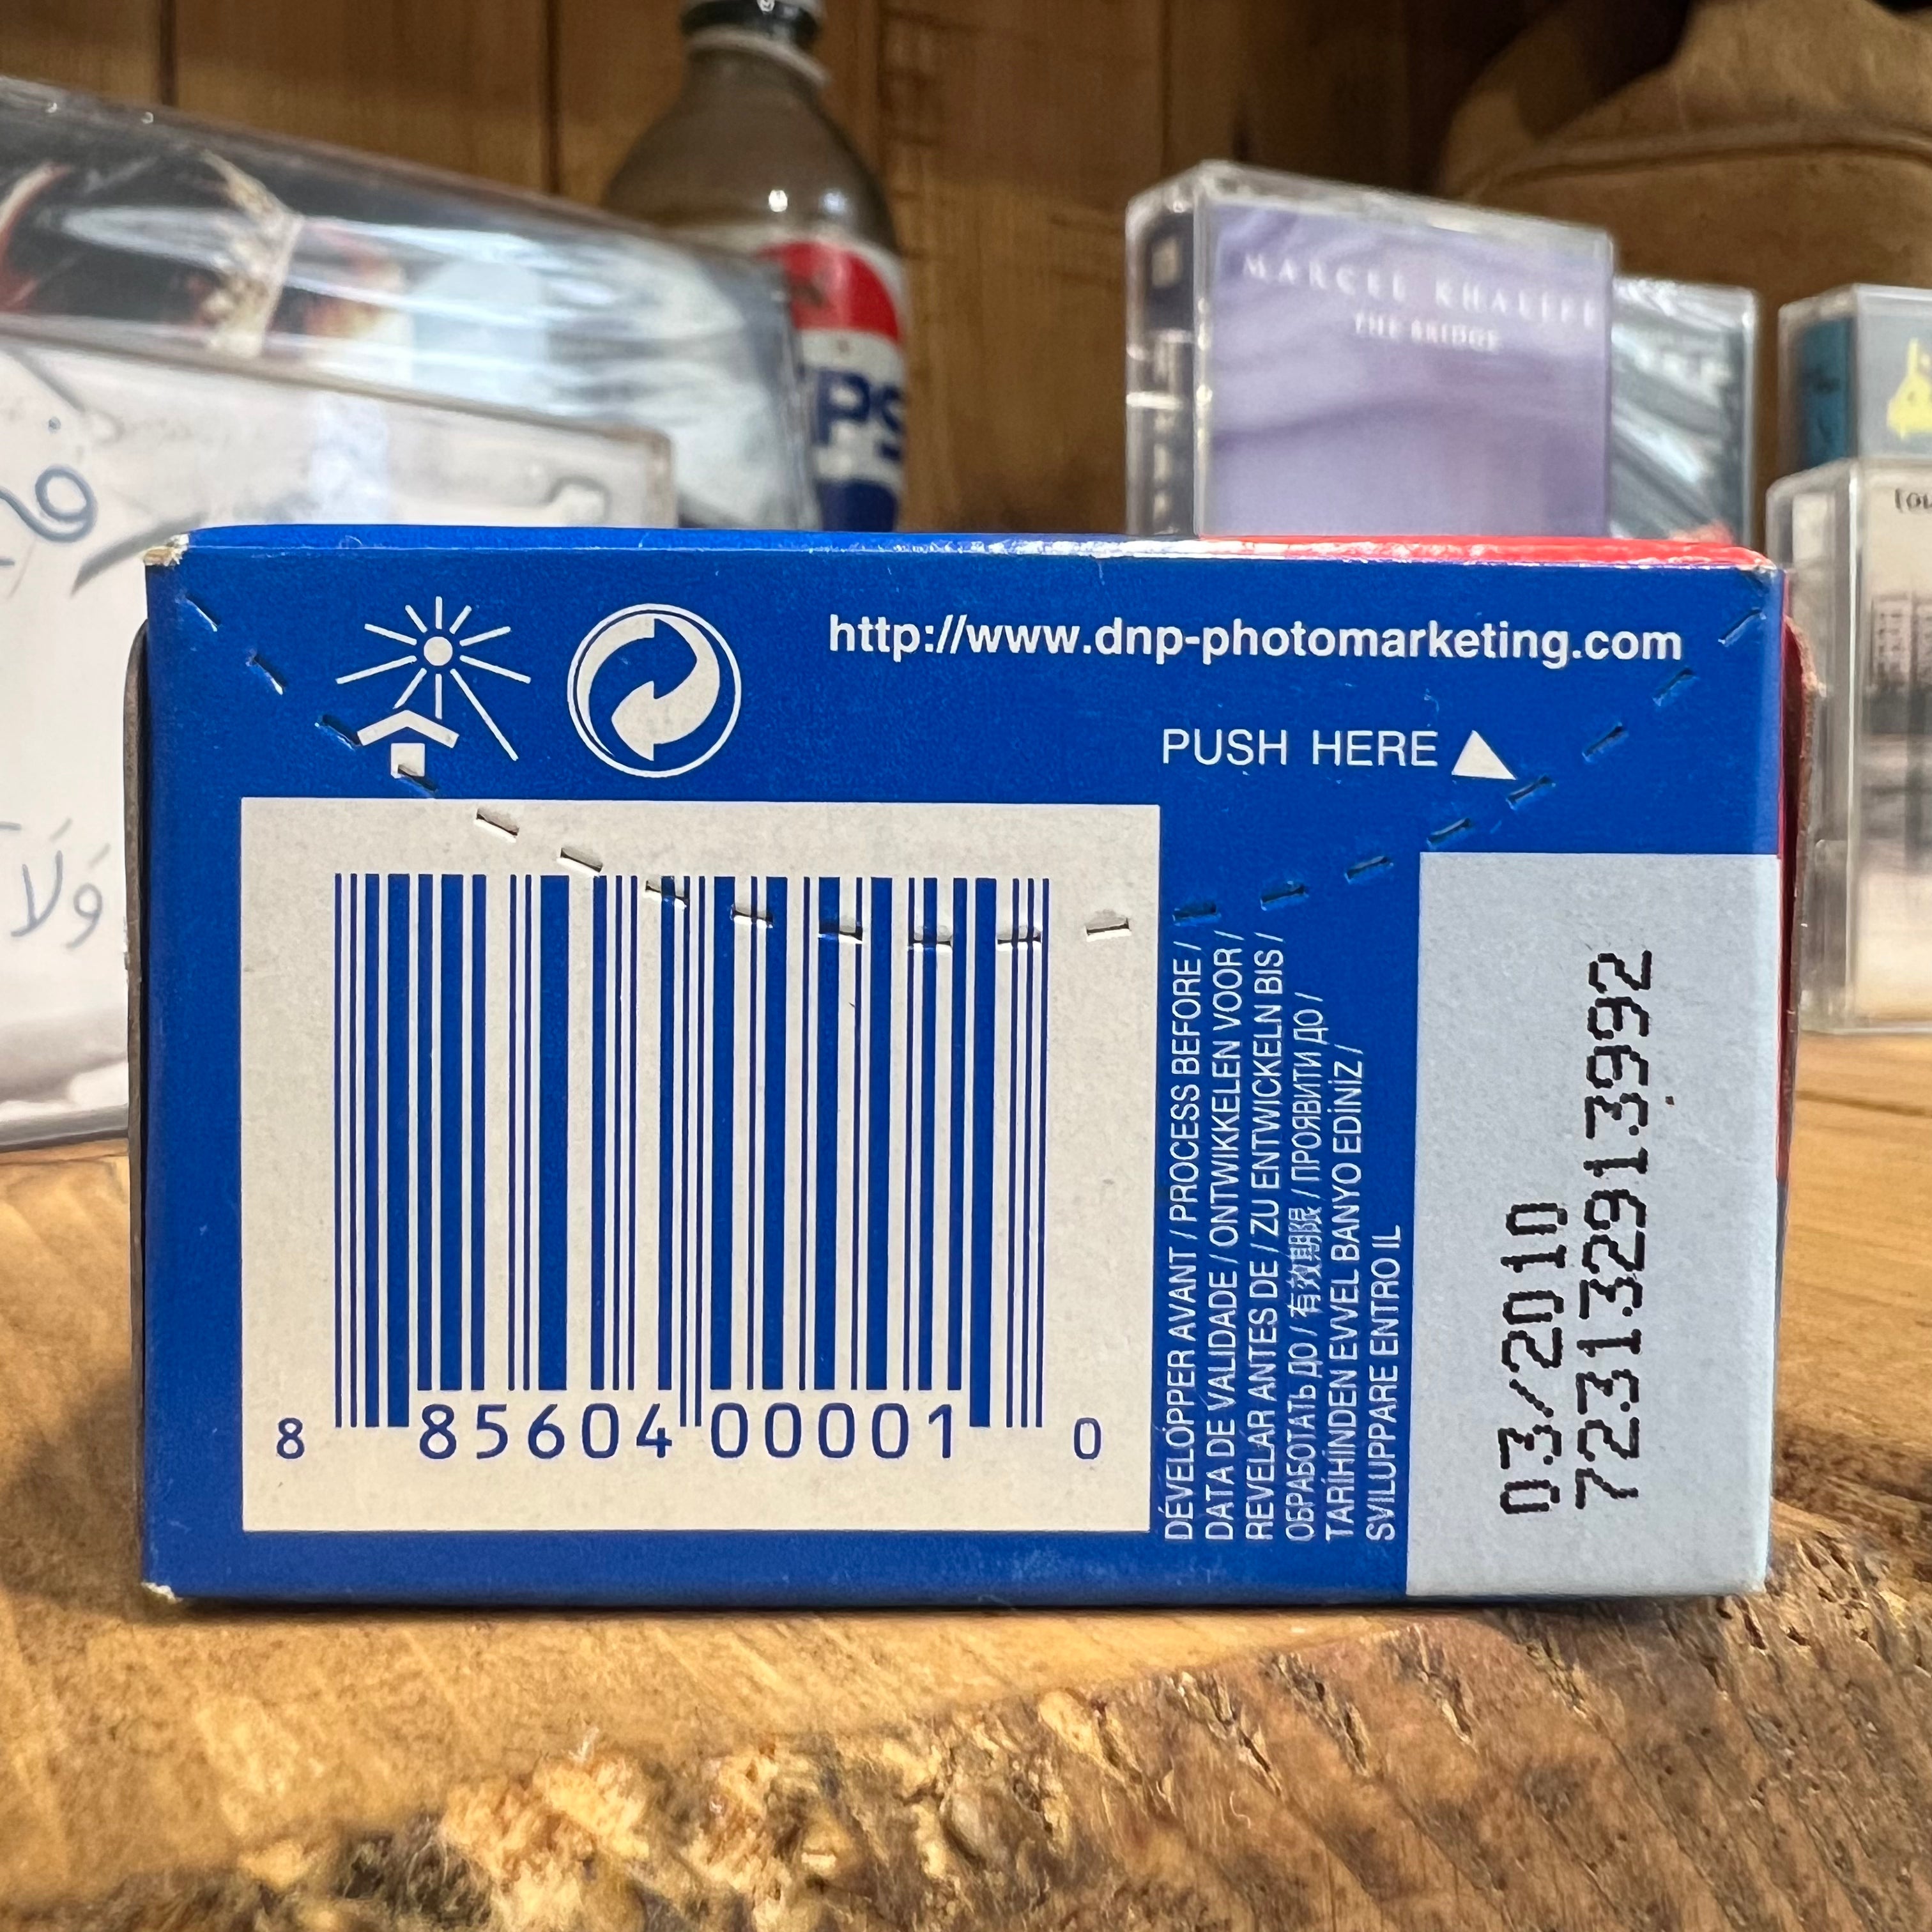 PS
MARCEL KHALIFE
THE BRIDGE
وَلَا
http://www.dnp-photomarketing.com
PUSH HERE
8 85604 00001 0
DÉVELOPPER AVANT / PROCESS BEFORE /
DATA DE VALIDADE / ONTWIKKELEN VOOR /
REVELAR ANTES DE / ZU ENTWICKELN BIS /
ОБРАБОТАТЬ ДО / 有效期限 / ПРОЯВИТИ ДО /
TARİHİNDEN EVVEL BANYO EDİNİZ /
SVILUPPARE ENTRO IL
03/2010
7231329913992